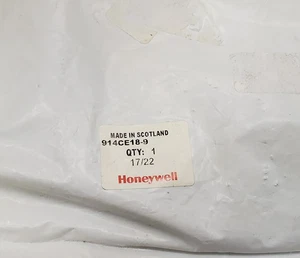 MADE IN SCOTLAND
914CE18-9
QTY: 1
17/22
Honeywell